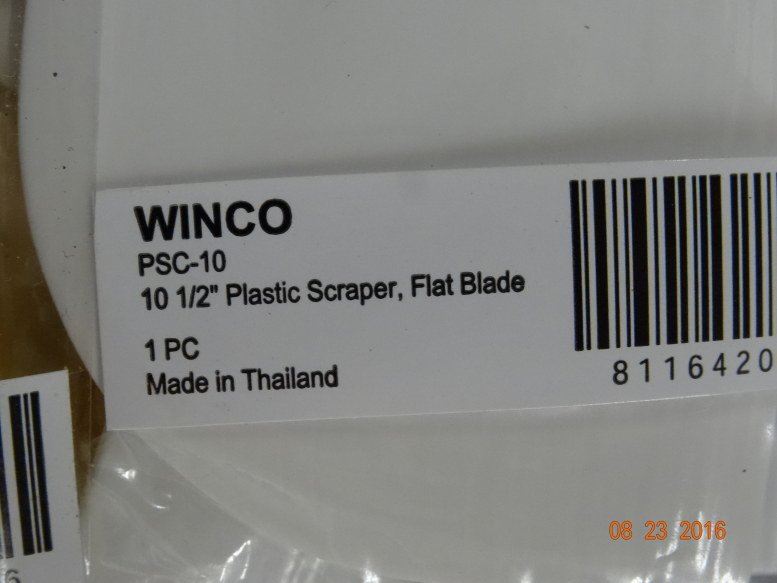 WINCO
PSC-10
10 1/2" Plastic Scraper, Flat Blade
1 PC
Made in Thailand
8116420
6
08 23 2016